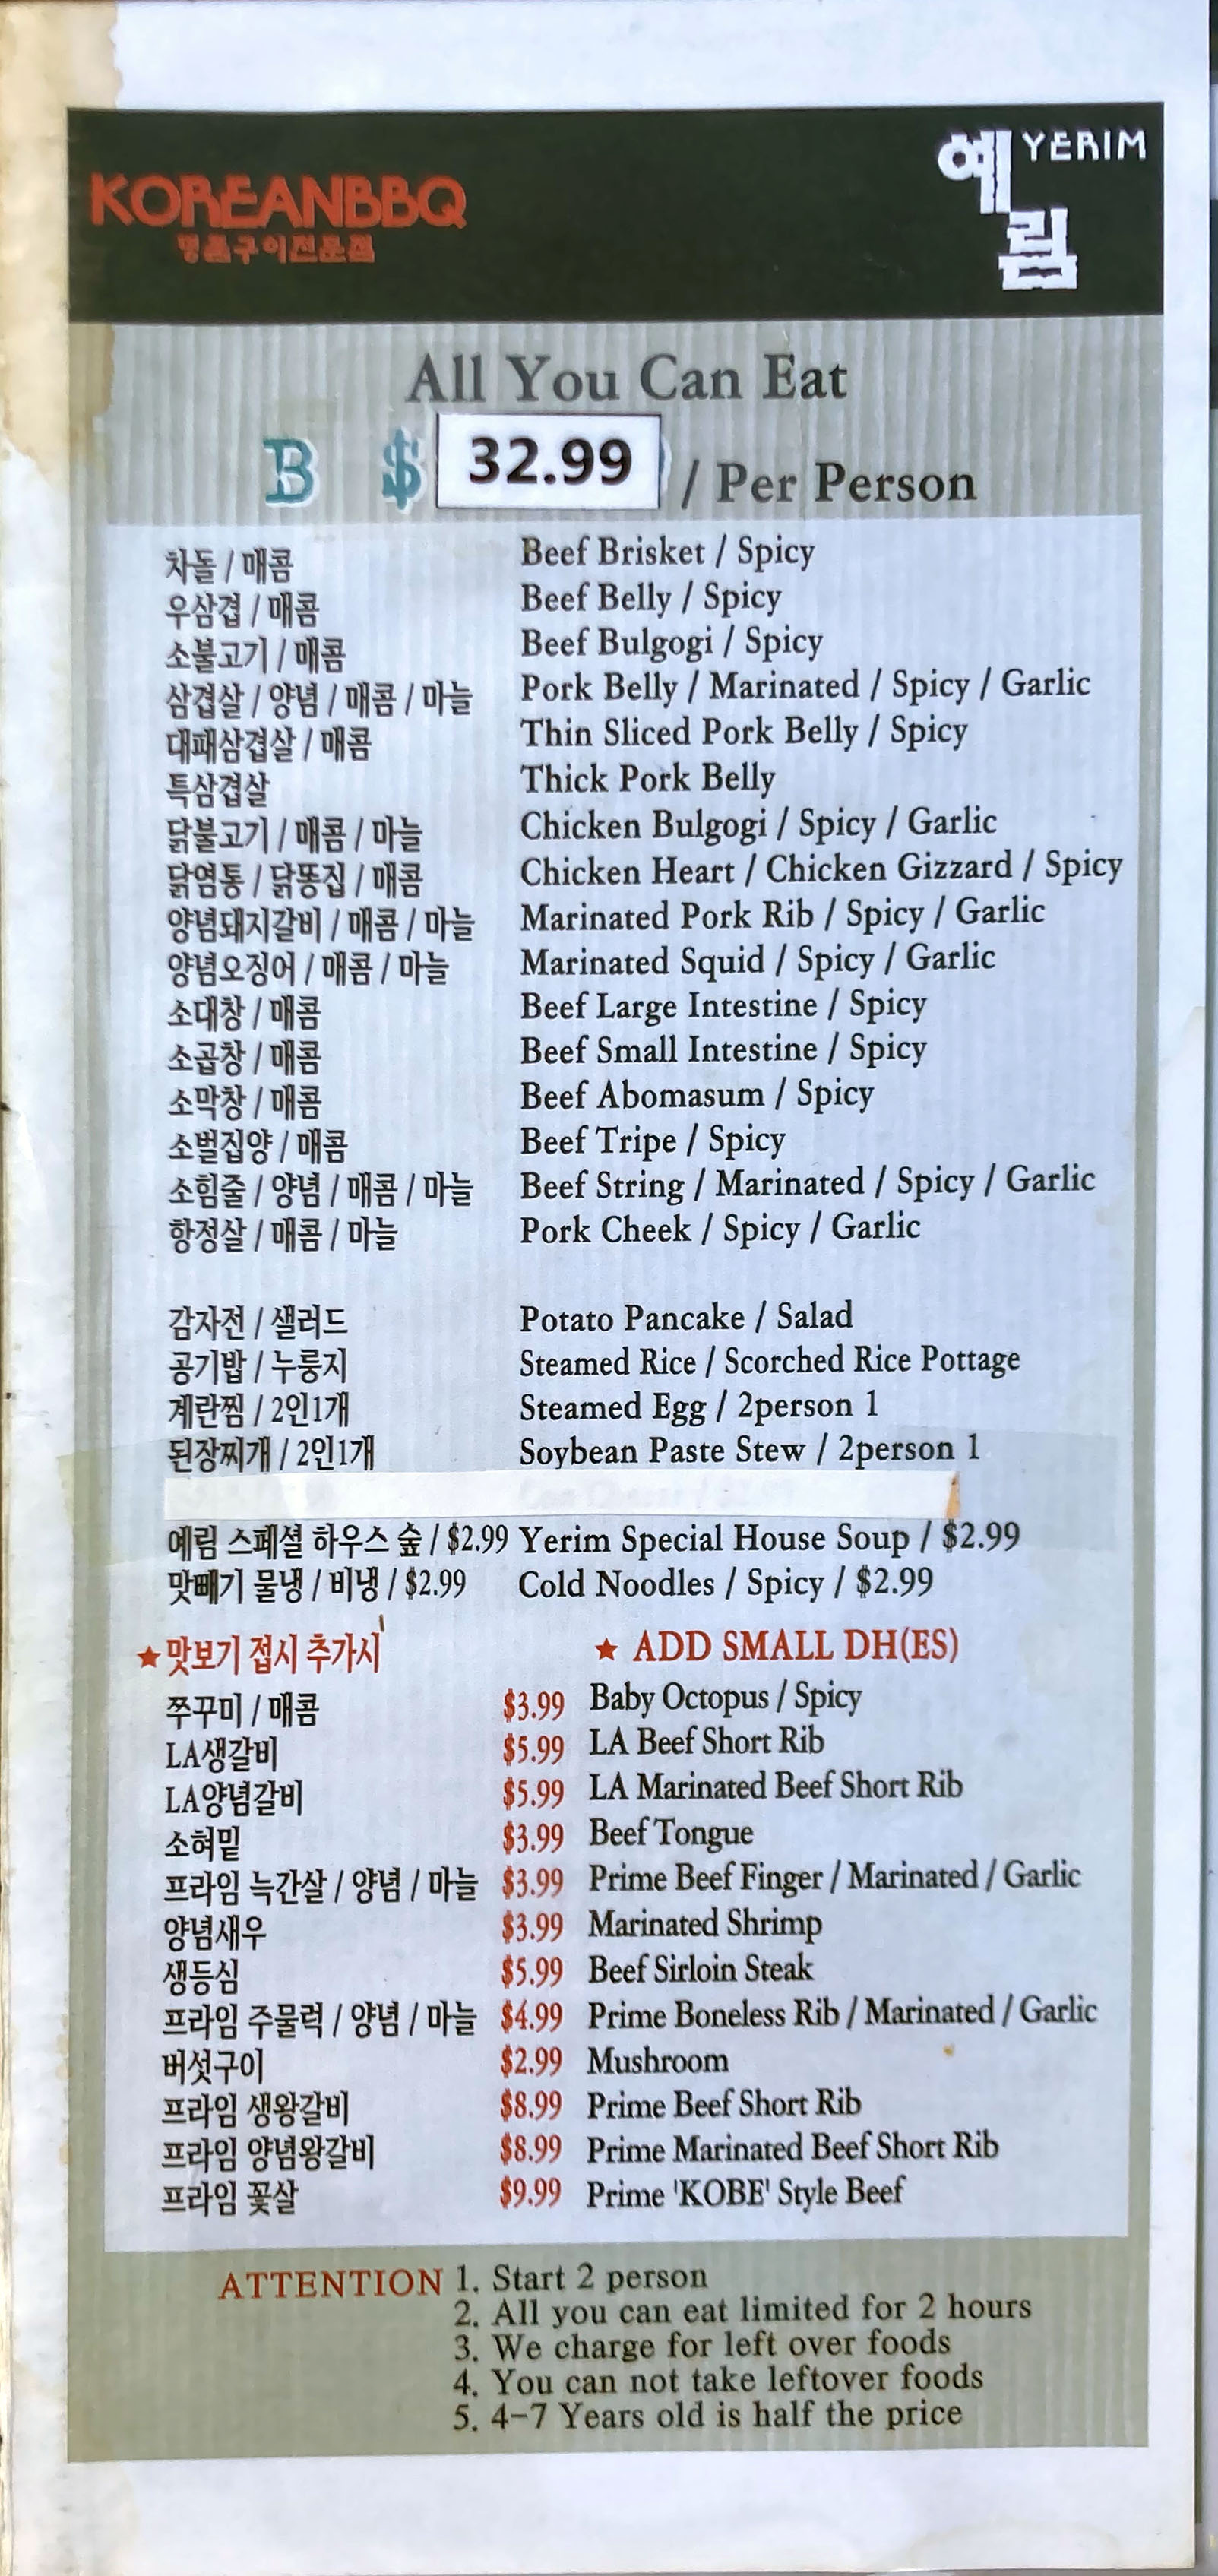 KOREANBBQ
명품구이전문점
예림 YERIM
All You Can Eat
B $ 32.99 / Per Person
차돌 / 매콤 Beef Brisket / Spicy
우삼겹 / 매콤 Beef Belly / Spicy
소불고기 / 매콤 Beef Bulgogi / Spicy
삼겹살 / 양념 / 매콤 / 마늘 Pork Belly / Marinated / Spicy / Garlic
대패삼겹살 / 매콤 Thin Sliced Pork Belly / Spicy
특삼겹살 Thick Pork Belly
닭불고기 / 매콤 / 마늘 Chicken Bulgogi / Spicy / Garlic
닭염통 / 닭똥집 / 매콤 Chicken Heart / Chicken Gizzard / Spicy
양념돼지갈비 / 매콤 / 마늘 Marinated Pork Rib / Spicy / Garlic
양념오징어 / 매콤 / 마늘 Marinated Squid / Spicy / Garlic
소대창 / 매콤 Beef Large Intestine / Spicy
소곱창 / 매콤 Beef Small Intestine / Spicy
소막창 / 매콤 Beef Abomasum / Spicy
소벌집양 / 매콤 Beef Tripe / Spicy
소힘줄 / 양념 / 매콤 / 마늘 Beef String / Marinated / Spicy / Garlic
항정살 / 매콤 / 마늘 Pork Cheek / Spicy / Garlic
감자전 / 샐러드 Potato Pancake / Salad
공기밥 / 누룽지 Steamed Rice / Scorched Rice Pottage
계란찜 / 2인1개 Steamed Egg / 2person 1
된장찌개 / 2인1개 Soybean Paste Stew / 2person 1
예림 스페셜 하우스 숲 / $2.99 Yerim Special House Soup / $2.99
맛빼기 물냉 / 비냉 / $2.99 Cold Noodles / Spicy / $2.99
★ 맛보기 접시 추가시 ★ ADD SMALL DH(ES)
쭈꾸미 / 매콤 $3.99 Baby Octopus / Spicy
LA생갈비 $5.99 LA Beef Short Rib
LA양념갈비 $5.99 LA Marinated Beef Short Rib
소혀밑 $3.99 Beef Tongue
프라임 늑간살 / 양념 / 마늘 $3.99 Prime Beef Finger / Marinated / Garlic
양념새우 $3.99 Marinated Shrimp
생등심 $5.99 Beef Sirloin Steak
프라임 주물럭 / 양념 / 마늘 $4.99 Prime Boneless Rib / Marinated / Garlic
버섯구이 $2.99 Mushroom
프라임 생왕갈비 $8.99 Prime Beef Short Rib
프라임 양념왕갈비 $8.99 Prime Marinated Beef Short Rib
프라임 꽃살 $9.99 Prime 'KOBE' Style Beef
ATTENTION 1. Start 2 person
2. All you can eat limited for 2 hours
3. We charge for left over foods
4. You can not take leftover foods
5. 4-7 Years old is half the price